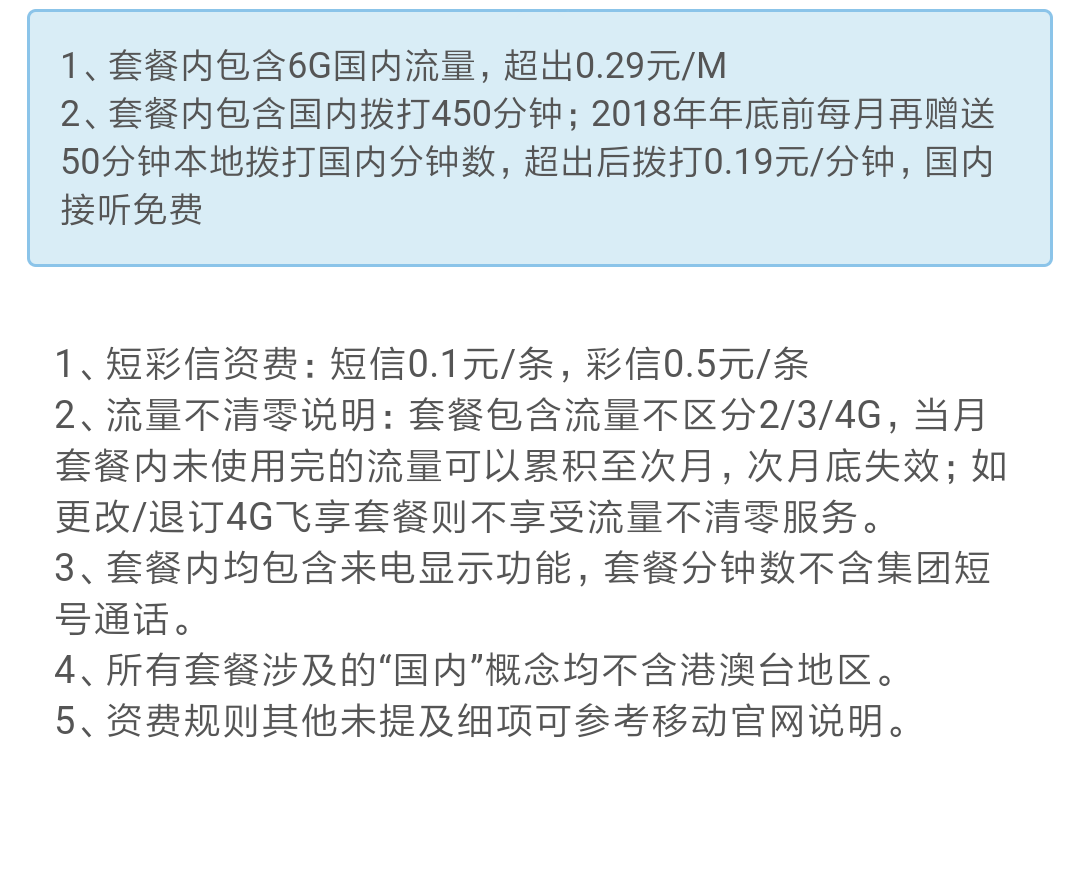 1、套餐内包含6G国内流量，超出0.29元/M
2、套餐内包含国内拨打450分钟；2018年年底前每月再赠送
50分钟本地拨打国内分钟数，超出后拨打0.19元/分钟，国内
接听免费
1、短彩信资费：短信0.1元/条，彩信0.5元/条
2、流量不清零说明：套餐包含流量不区分2/3/4G，当月
套餐内未使用完的流量可以累积至次月，次月底失效；如
更改/退订4G飞享套餐则不享受流量不清零服务。
3、套餐内均包含来电显示功能，套餐分钟数不含集团短
号通话。
4、所有套餐涉及的“国内”概念均不含港澳台地区。
5、资费规则其他未提及细项可参考移动官网说明。